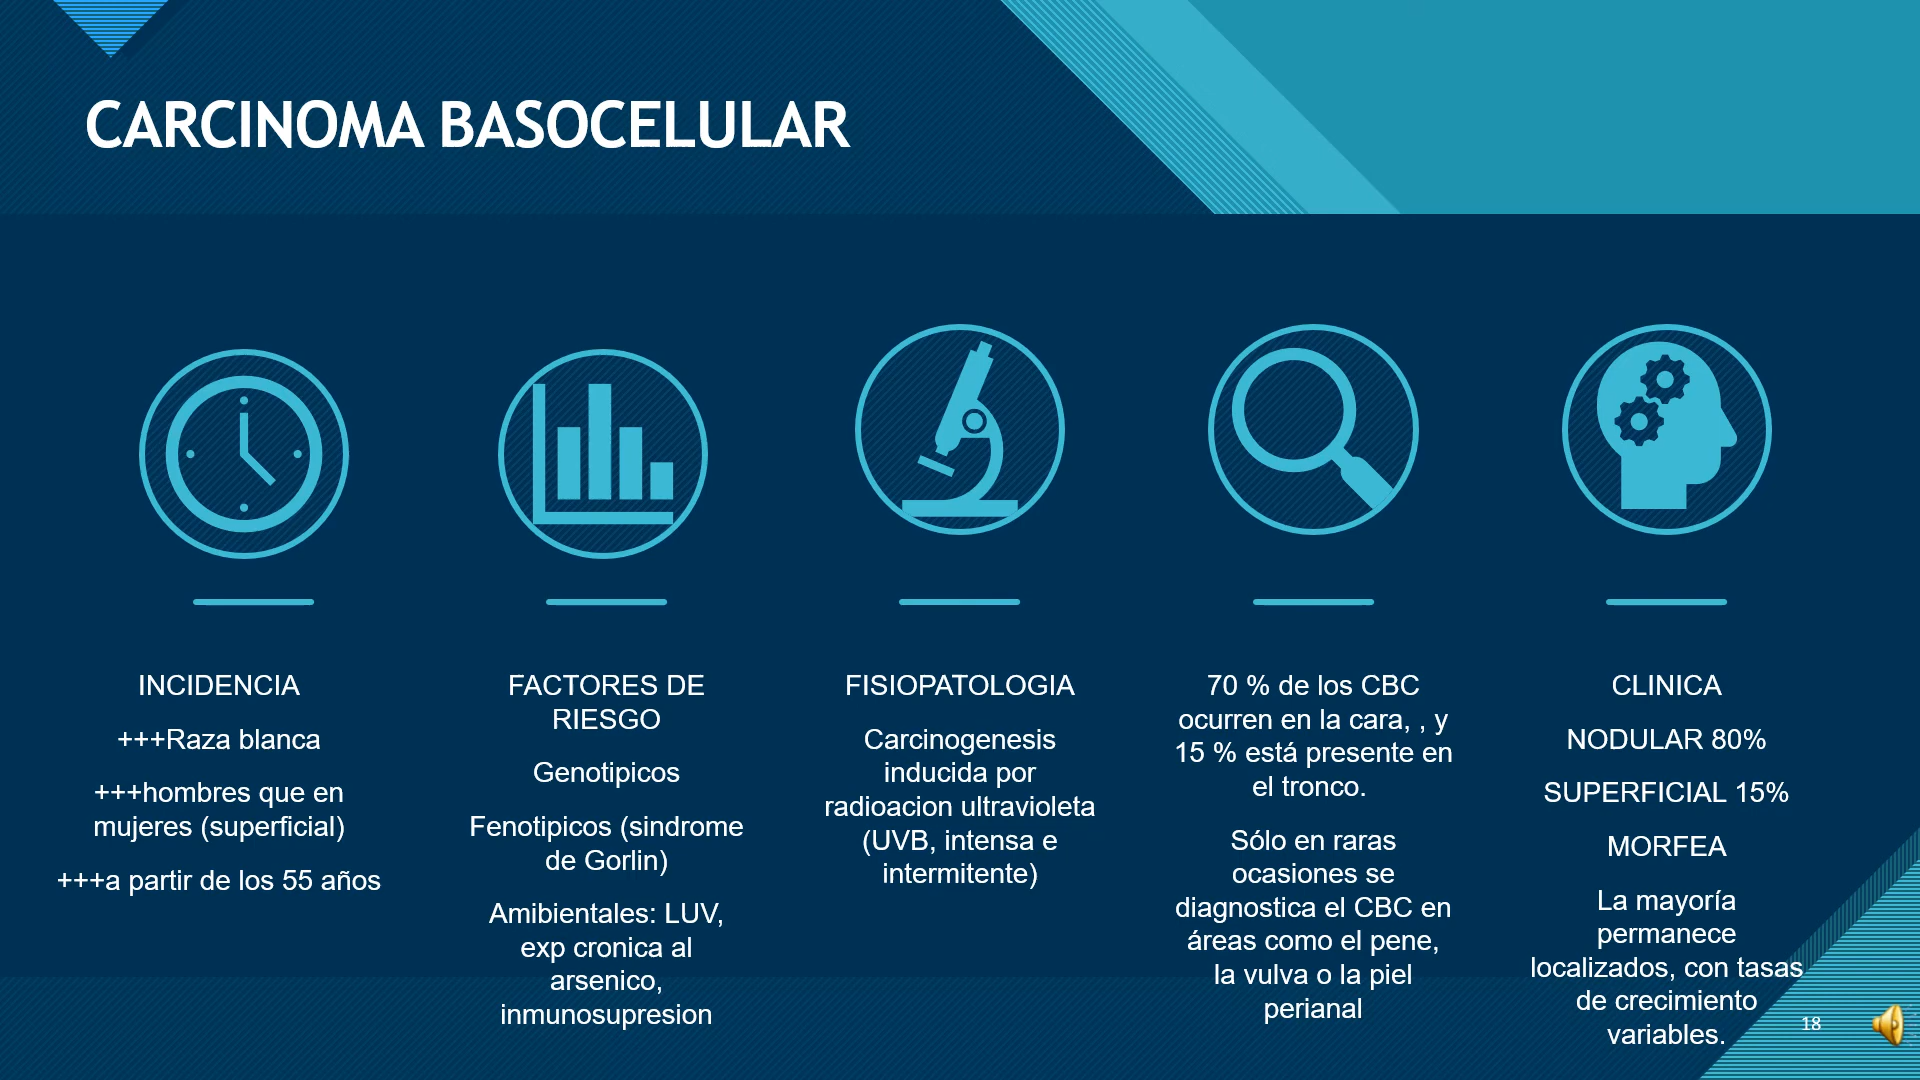 CARCINOMA BASOCELULAR
INCIDENCIA
+++Raza blanca
+++hombres que en
mujeres (superficial)
+++a partir de los 55 años
FACTORES DE
RIESGO
Genotipicos
Fenotipicos (sindrome
de Gorlin)
Amibientales: LUV,
exp cronica al
arsenico,
inmunosupresion
FISIOPATOLOGIA
Carcinogenesis
inducida por
radioacion ultravioleta
(UVB, intensa e
intermitente)
70 % de los CBC
ocurren en la cara, , y
15 % está presente en
el tronco.
Sólo en raras
ocasiones se
diagnostica el CBC en
áreas como el pene,
la vulva o la piel
perianal
CLINICA
NODULAR 80%
SUPERFICIAL 15%
MORFEA
La mayoría
permanece
localizados, con tasas
de crecimiento
variables.
18